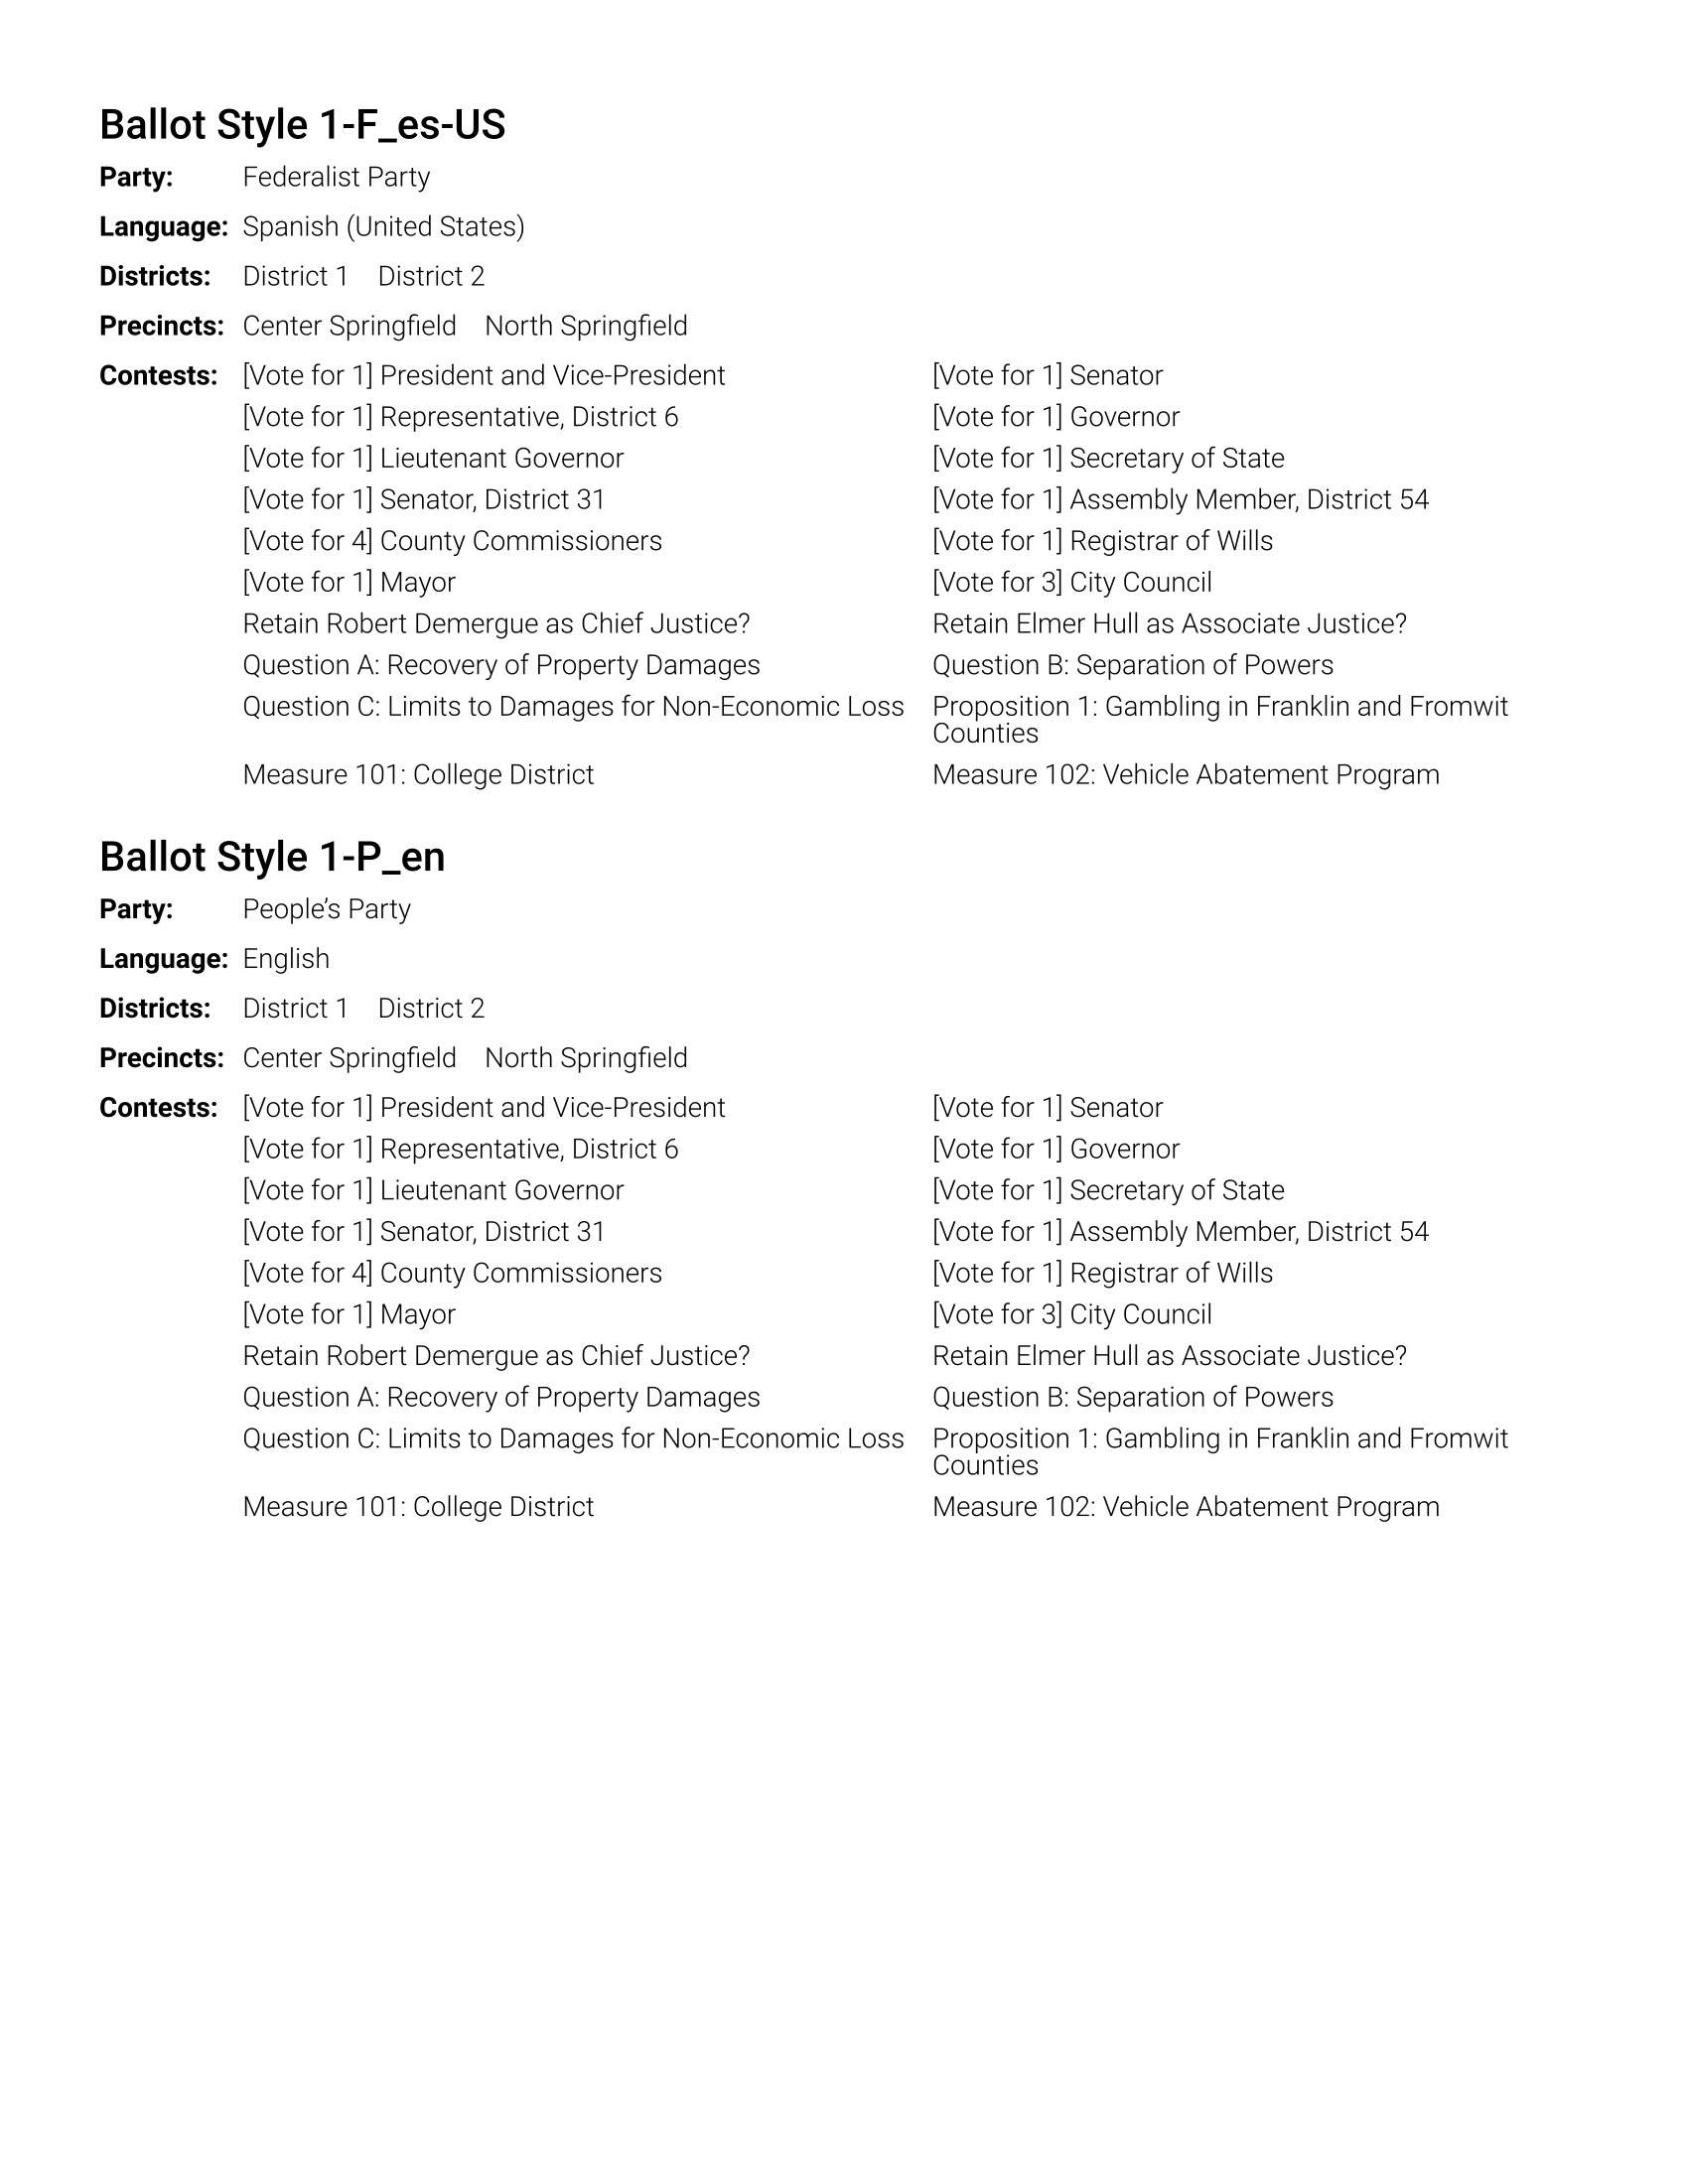 Ballot Style 1-F_es-US
Party: Federalist Party
Language: Spanish (United States)
Districts: District 1 District 2
Precincts: Center Springfield North Springfield
Contests: [Vote for 1] President and Vice-President [Vote for 1] Senator
[Vote for 1] Representative, District 6 [Vote for 1] Governor
[Vote for 1] Lieutenant Governor [Vote for 1] Secretary of State
[Vote for 1] Senator, District 31 [Vote for 1] Assembly Member, District 54
[Vote for 4] County Commissioners [Vote for 1] Registrar of Wills
[Vote for 1] Mayor [Vote for 3] City Council
Retain Robert Demergue as Chief Justice? Retain Elmer Hull as Associate Justice?
Question A: Recovery of Property Damages Question B: Separation of Powers
Question C: Limits to Damages for Non-Economic Loss Proposition 1: Gambling in Franklin and Fromwit
Counties
Measure 101: College District Measure 102: Vehicle Abatement Program
Ballot Style 1-P_en
Party: People’s Party
Language: English
Districts: District 1 District 2
Precincts: Center Springfield North Springfield
Contests: [Vote for 1] President and Vice-President [Vote for 1] Senator
[Vote for 1] Representative, District 6 [Vote for 1] Governor
[Vote for 1] Lieutenant Governor [Vote for 1] Secretary of State
[Vote for 1] Senator, District 31 [Vote for 1] Assembly Member, District 54
[Vote for 4] County Commissioners [Vote for 1] Registrar of Wills
[Vote for 1] Mayor [Vote for 3] City Council
Retain Robert Demergue as Chief Justice? Retain Elmer Hull as Associate Justice?
Question A: Recovery of Property Damages Question B: Separation of Powers
Question C: Limits to Damages for Non-Economic Loss Proposition 1: Gambling in Franklin and Fromwit
Counties
Measure 101: College District Measure 102: Vehicle Abatement Program